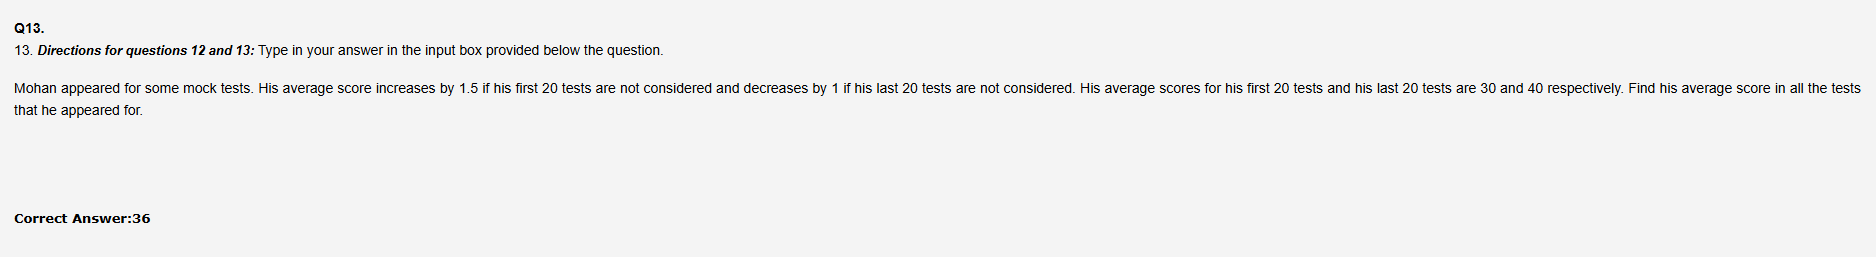 Q13.
13. Directions for questions 12 and 13: Type in your answer in the input box provided below the question.
Mohan appeared for some mock tests. His average score increases by 1.5 if his first 20 tests are not considered and decreases by 1 if his last 20 tests are not considered. His average scores for his first 20 tests and his last 20 tests are 30 and 40 respectively. Find his average score in all the tests
that he appeared for.
Correct Answer:36